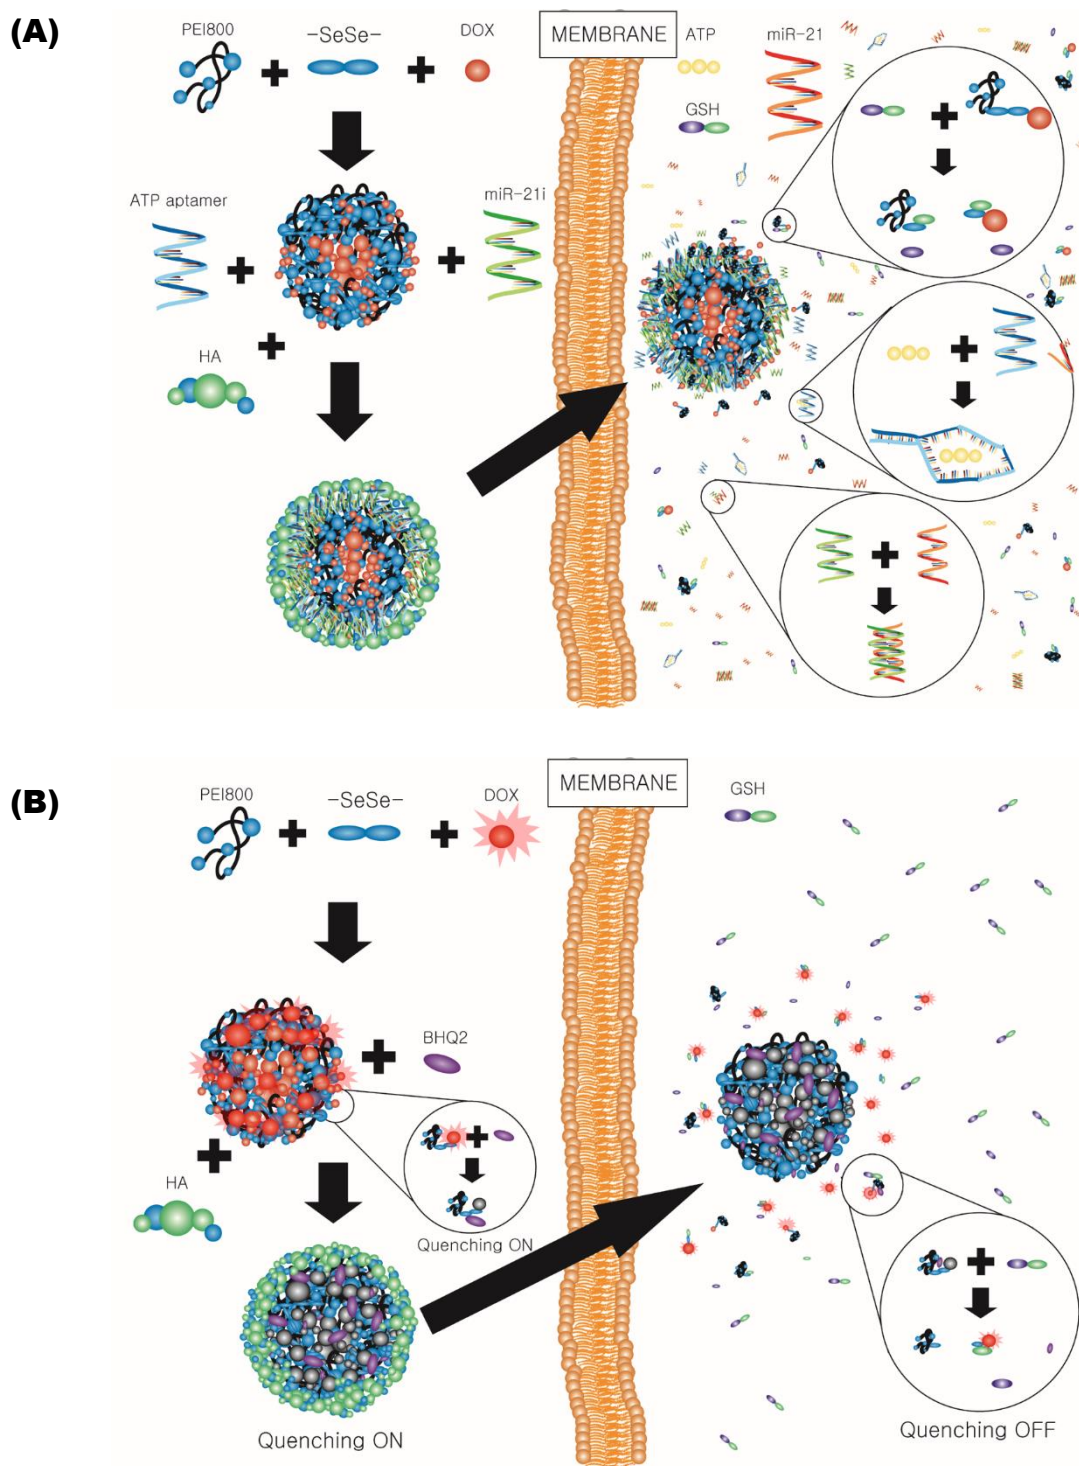 (A)
PEI800
-SeSe-
DOX
MEMBRANE
ATP
miR-21
GSH
ATP aptamer
miR-21i
HA
(B)
PEI800
-SeSe-
DOX
MEMBRANE
GSH
BHQ2
HA
Quenching ON
Quenching ON
Quenching OFF